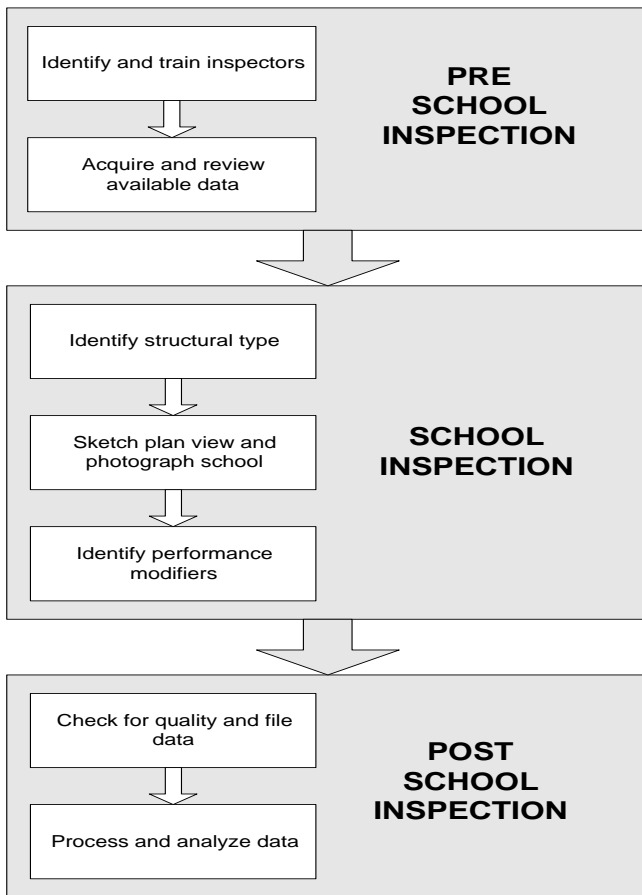 Identify and train inspectors
Acquire and review
available data
PRE
SCHOOL
INSPECTION
Identify structural type
Sketch plan view and
photograph school
Identify performance
modifiers
SCHOOL
INSPECTION
Check for quality and file
data
Process and analyze data
POST
SCHOOL
INSPECTION